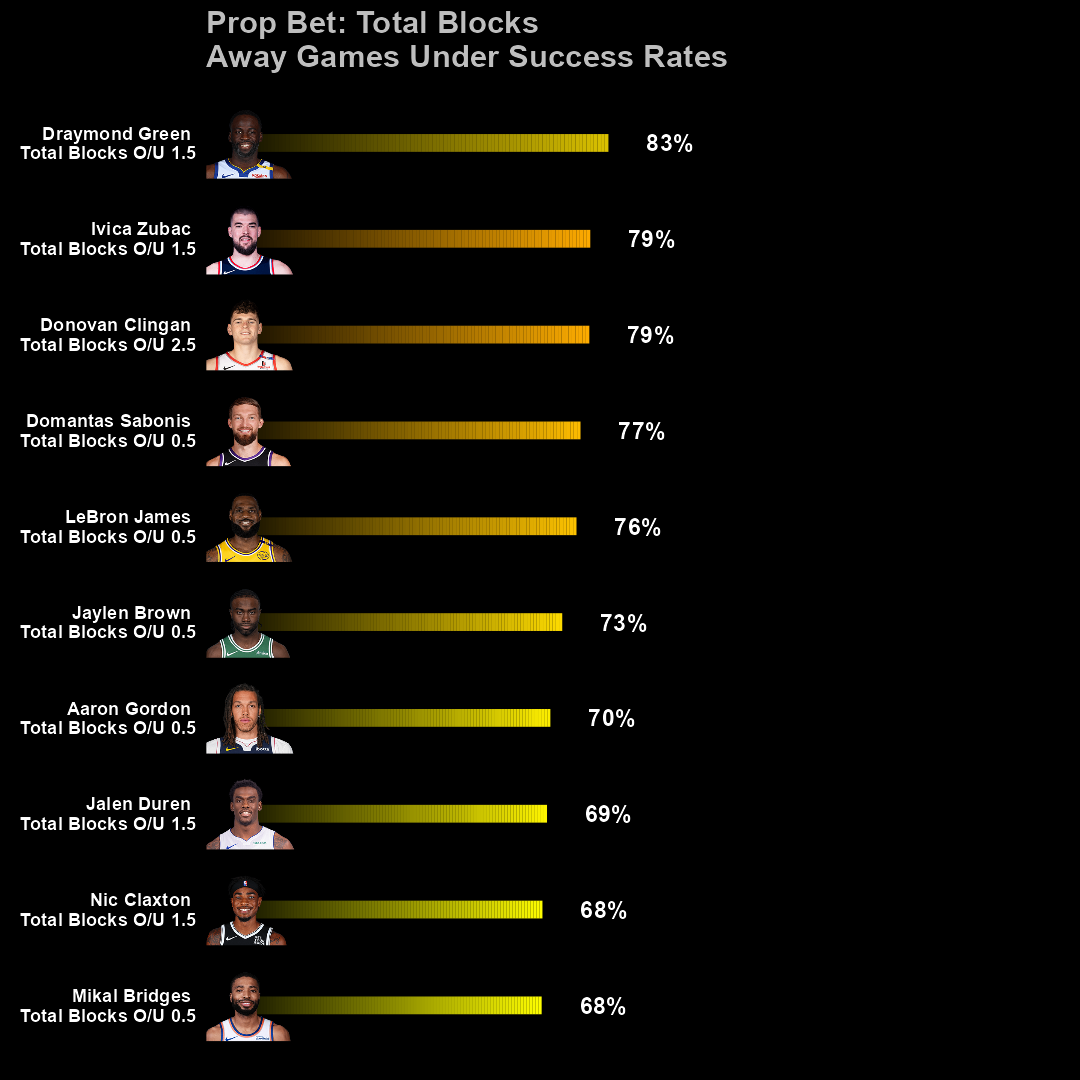 Prop Bet: Total Blocks
Away Games Under Success Rates
Draymond Green
Total Blocks O/U 1.5
83%
Ivica Zubac
Total Blocks O/U 1.5
79%
Donovan Clingan
Total Blocks O/U 2.5
79%
Domantas Sabonis
Total Blocks O/U 0.5
77%
LeBron James
Total Blocks O/U 0.5
76%
Jaylen Brown
Total Blocks O/U 0.5
73%
Aaron Gordon
Total Blocks O/U 0.5
70%
Jalen Duren
Total Blocks O/U 1.5
69%
Nic Claxton
Total Blocks O/U 1.5
68%
Mikal Bridges
Total Blocks O/U 0.5
68%